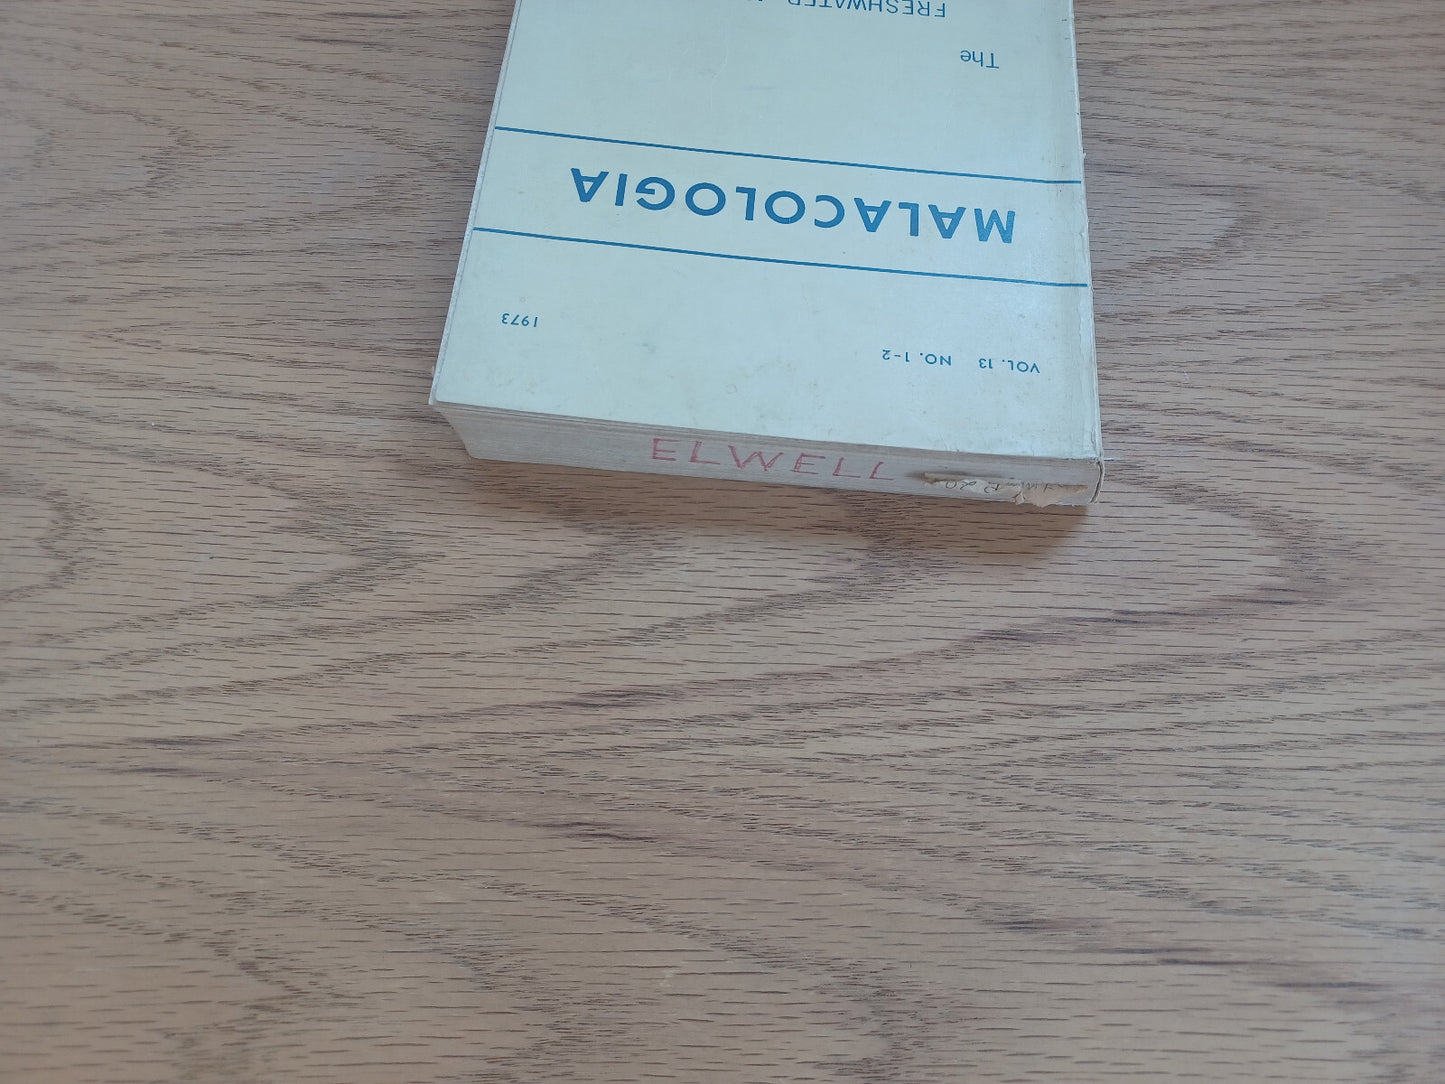 VOL. 13 NO. 1-2 1973
MALACOLOGIA
The
FRESHWATER
ELWELL